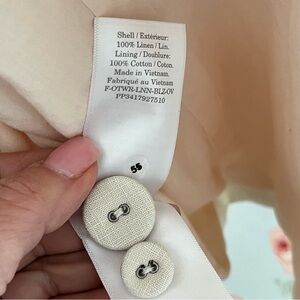 Shell / Extérieur:
100% Linen / Lin.
Lining / Doublure:
100% Cotton / Coton.
Made in Vietnam
Fabriqué au Vietnam
F-OTWR-LNN-BLZ-OV
PP3417927510
5S